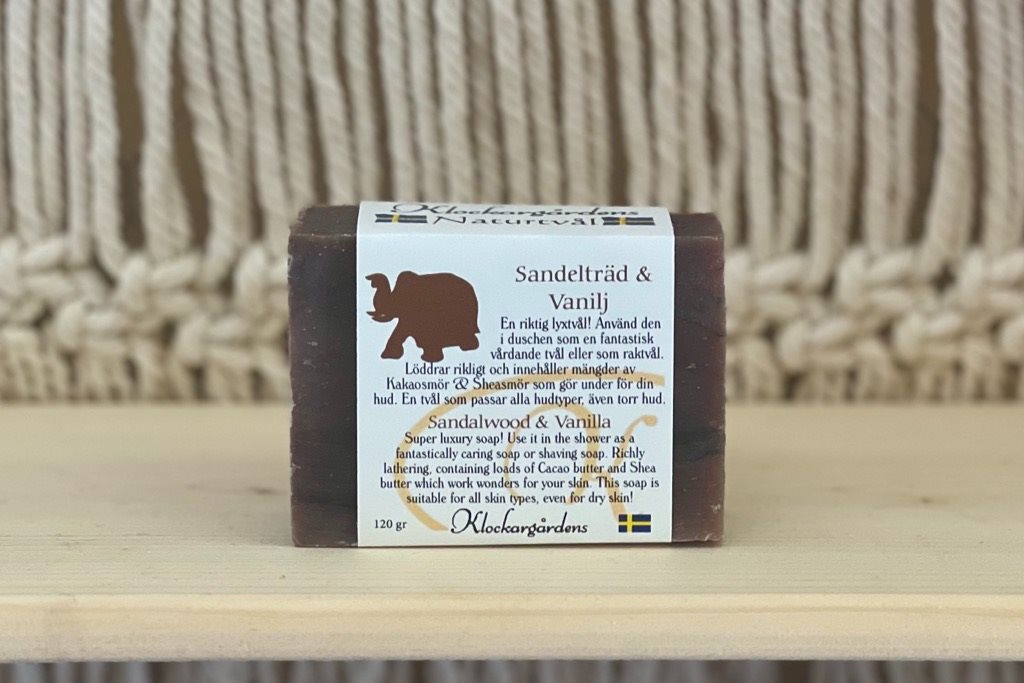 Klockargårdens
Naturtvål
Sandelträd &
Vanilj
En riktig lyxtvål! Använd den
i duschen som en fantastisk
vårdande tvål eller som raktvål.
Löddrar rikligt och innehåller mängder av
Kakaosmör & Sheasmör som gör under för din
hud. En tvål som passar alla hudtyper, även torr hud.
Sandalwood & Vanilla
Super luxury soap! Use it in the shower as a
fantastically caring soap or shaving soap. Richly
lathering, containing loads of Cacao butter and Shea
butter which work wonders for your skin. This soap is
suitable for all skin types, even for dry skin!
120 gr Klockargårdens